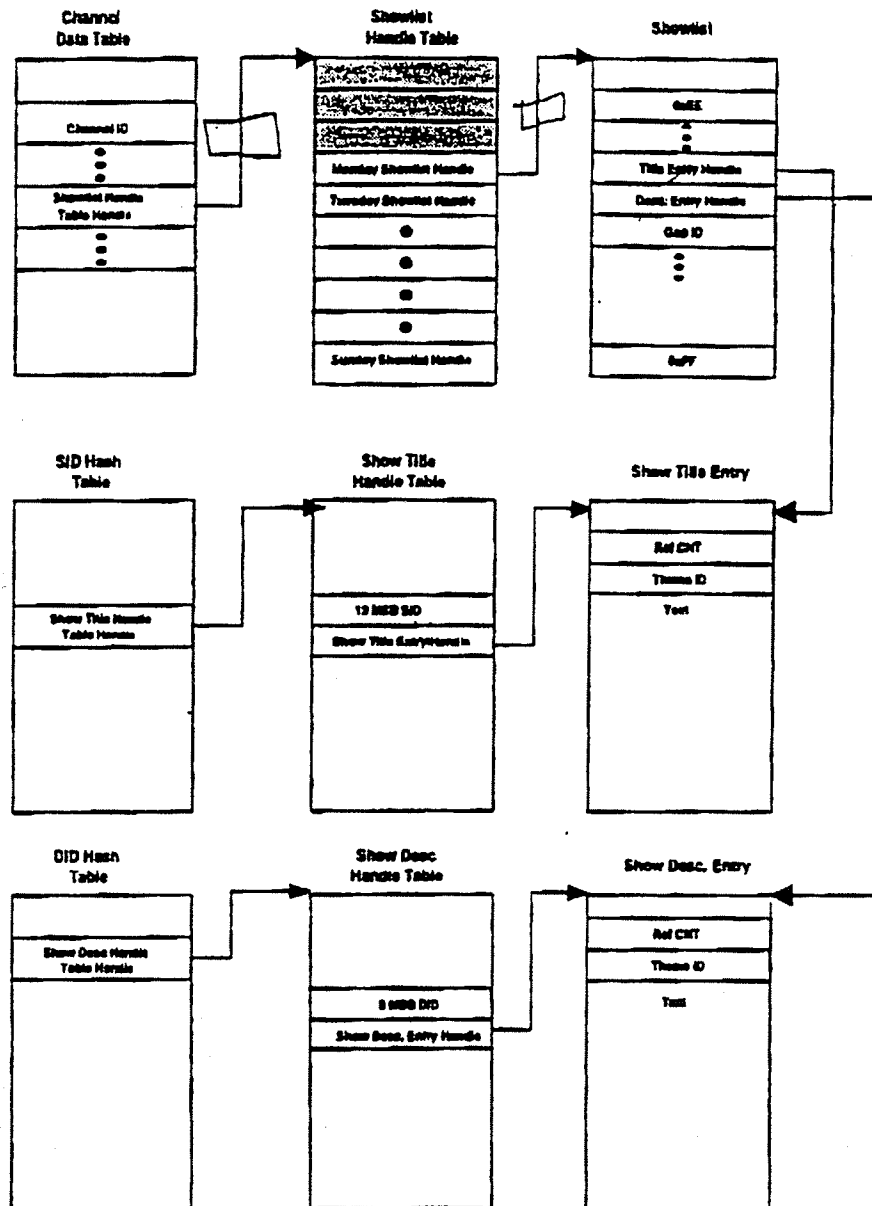 Channel
Data Table
Channel ID
Showlist Handle
Table Handle
Showlist
Handle Table
Monday Showlist Handle
Tuesday Showlist Handle
Sunday Showlist Handle
Showlist
Title Entry Handle
Desc. Entry Handle
Gap ID
0xFF
SID Hash
Table
Show Title Handle
Table Handle
Show Title
Handle Table
13 MSB SID
Show Title Entry Handle
Show Title Entry
Ref CNT
Theme ID
Text
DID Hash
Table
Show Desc Handle
Table Handle
Show Desc
Handle Table
8 MSB DID
Show Desc. Entry Handle
Show Desc. Entry
Ref CNT
Theme ID
Text